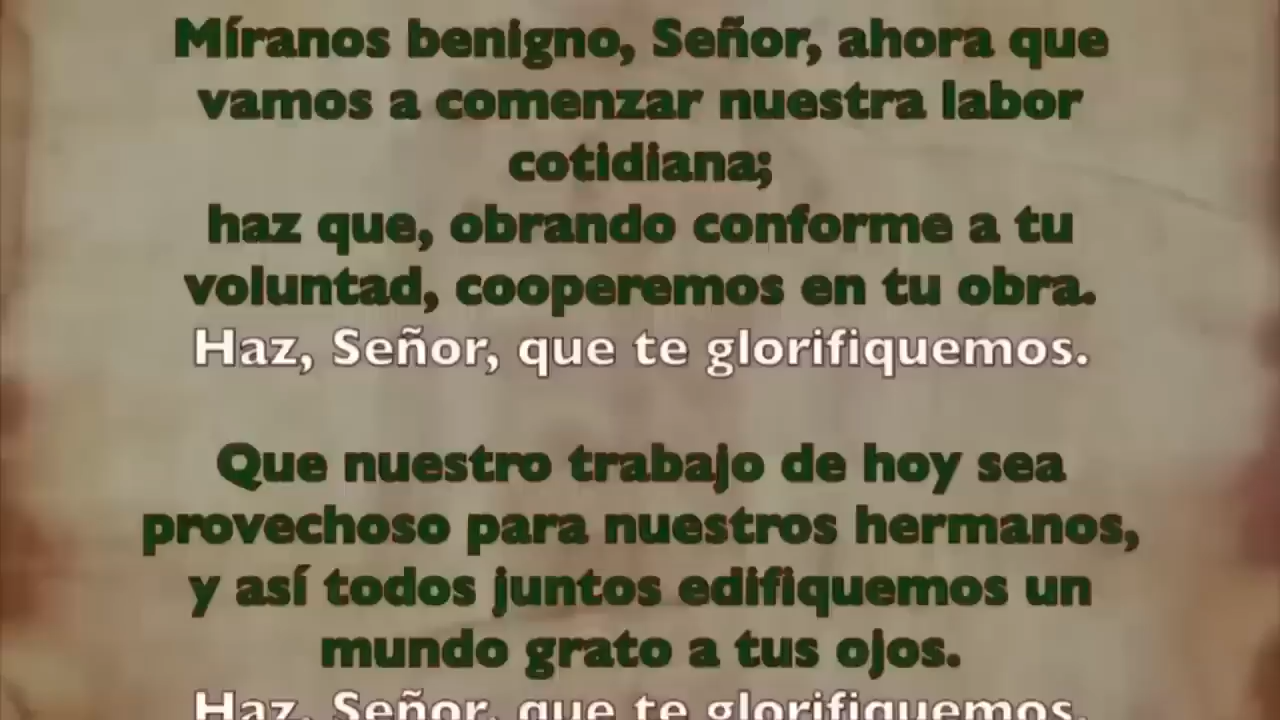 Míranos benigno, Señor, ahora que
vamos a comenzar nuestra labor
cotidiana;
haz que, obrando conforme a tu
voluntad, cooperemos en tu obra.
Haz, Señor, que te glorifiquemos.
Que nuestro trabajo de hoy sea
provechoso para nuestros hermanos,
y así todos juntos edifiquemos un
mundo grato a tus ojos.
Haz, Señor, que te glorifiquemos.